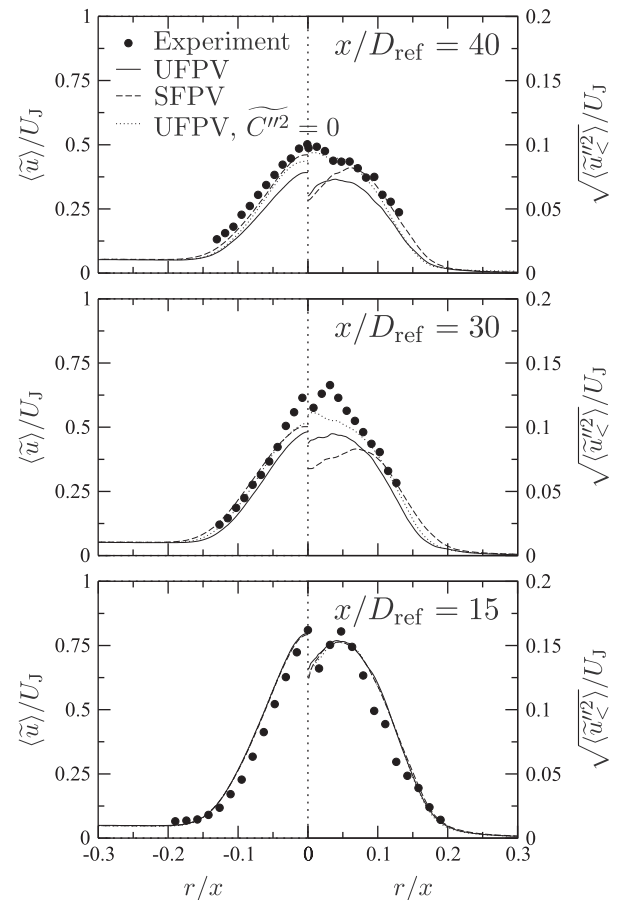 1 0.2
Experiment x/D_ref = 40
UFPV
0.75 0.15
SFPV
UFPV, \widetilde{C''^2} = 0
⟨ũ⟩/U_J 0.5 0.1 √⟨ũ''^2_<⟩/U_J
0.25 0.05
0 0
1 0.2
x/D_ref = 30
0.75 0.15
⟨ũ⟩/U_J 0.5 0.1 √⟨ũ''^2_<⟩/U_J
0.25 0.05
0 0
1 0.2
x/D_ref = 15
0.75 0.15
⟨ũ⟩/U_J 0.5 0.1 √⟨ũ''^2_<⟩/U_J
0.25 0.05
0 0
-0.3 -0.2 -0.1 0 0.1 0.2 0.3
r/x r/x